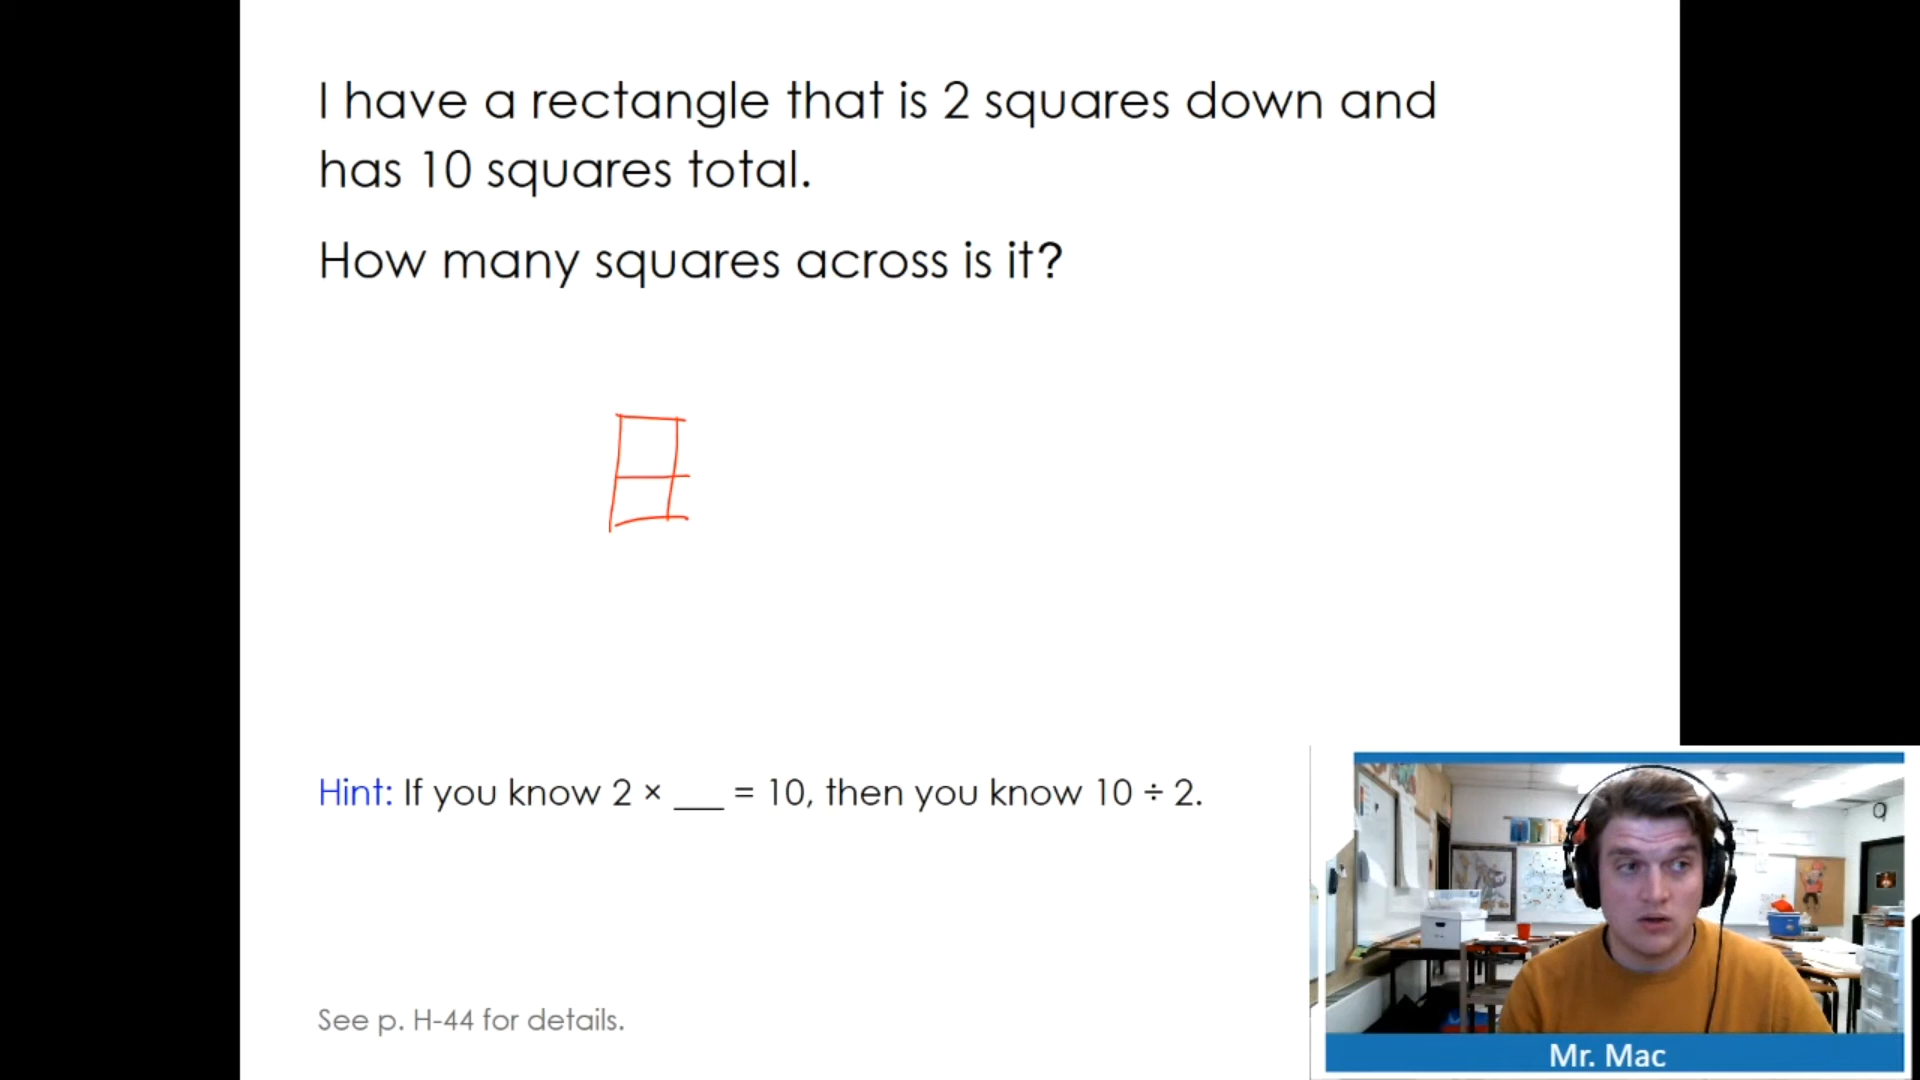 I have a rectangle that is 2 squares down and
has 10 squares total.
How many squares across is it?
Hint: If you know 2 × ___ = 10, then you know 10 ÷ 2.
See p. H-44 for details.
Mr. Mac